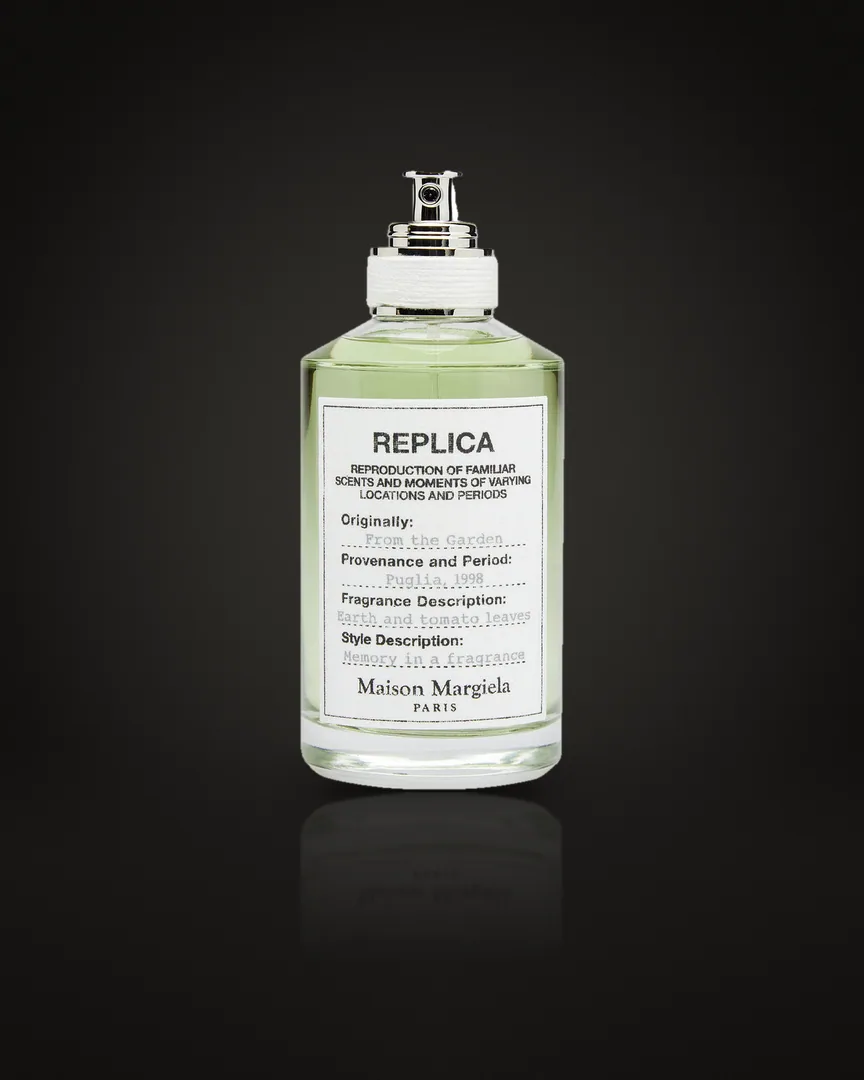 REPLICA
REPRODUCTION OF FAMILIAR
SCENTS AND MOMENTS OF VARYING
LOCATIONS AND PERIODS
Originally:
From the Garden
Provenance and Period:
Puglia, 1998
Fragrance Description:
Earth and tomato leaves
Style Description:
Memory in a fragrance
Maison Margiela
PARIS